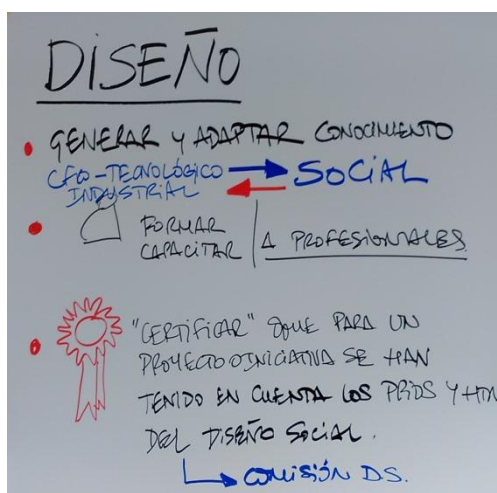 DISEÑO
GENERAR Y ADAPTAR CONOCIMIENTO
CFCO-TECNOLÓGICO → SOCIAL
INDUSTRIAL ←
FORMAR
CAPACITAR A PROFESIONALES
"CERTIFICAR" QUE PARA UN
PROYECTO O INICIATIVA SE HAN
TENIDO EN CUENTA LOS PPIOS Y
DEL DISEÑO SOCIAL.
COMISIÓN DS.